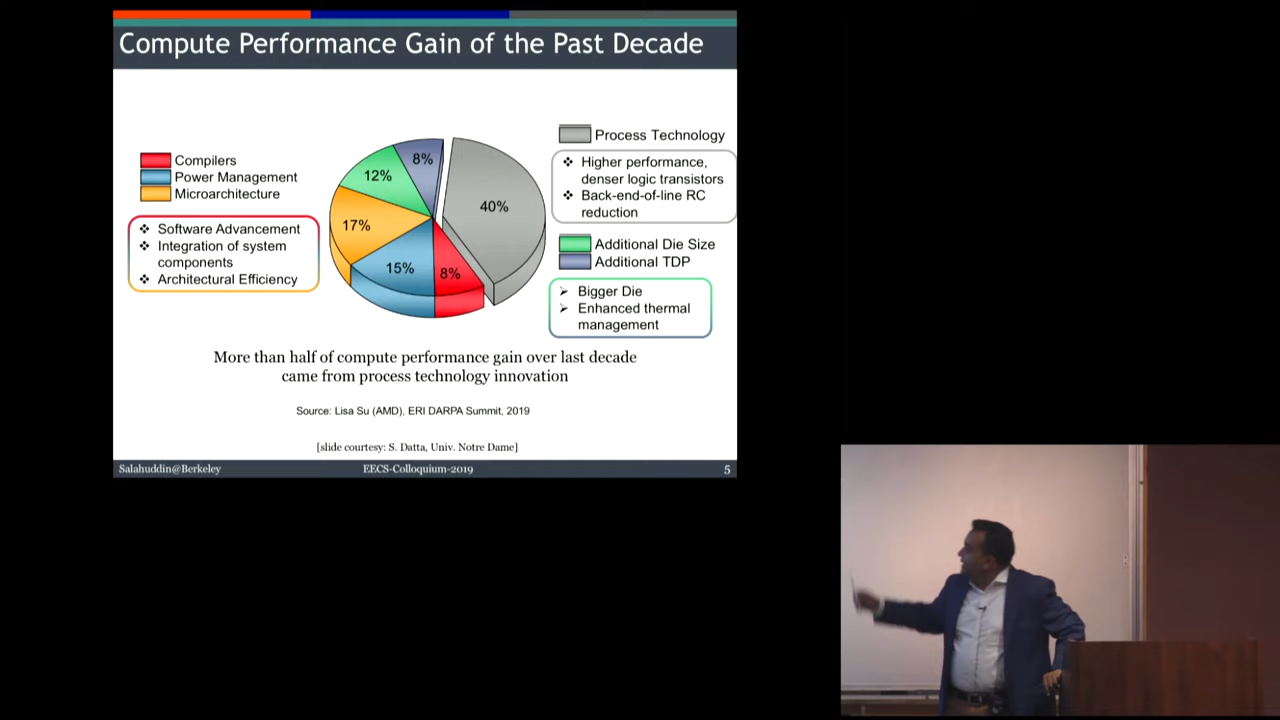 Compute Performance Gain of the Past Decade
Compilers
Power Management
Microarchitecture
❖ Software Advancement
❖ Integration of system
components
❖ Architectural Efficiency
8%
12%
17%
15%
8%
40%
Process Technology
❖ Higher performance,
denser logic transistors
❖ Back-end-of-line RC
reduction
Additional Die Size
Additional TDP
➢ Bigger Die
➢ Enhanced thermal
management
More than half of compute performance gain over last decade
came from process technology innovation
Source: Lisa Su (AMD), ERI DARPA Summit, 2019
[slide courtesy: S. Datta, Univ. Notre Dame]
Salahuddin@Berkeley
EECS-Colloquium-2019
5